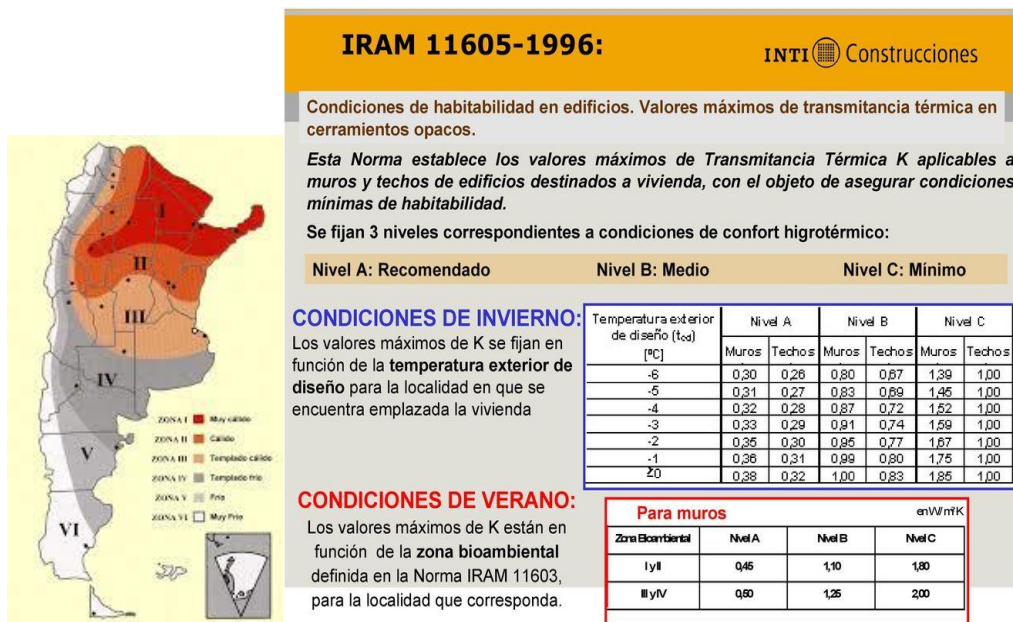 IRAM 11605-1996:
INTI Construcciones
Condiciones de habitabilidad en edificios. Valores máximos de transmitancia térmica en
cerramientos opacos.
Esta Norma establece los valores máximos de Transmitancia Térmica K aplicables a
muros y techos de edificios destinados a vivienda, con el objeto de asegurar condiciones
mínimas de habitabilidad.
Se fijan 3 niveles correspondientes a condiciones de confort higrotérmico:
Nivel A: Recomendado Nivel B: Medio Nivel C: Mínimo
CONDICIONES DE INVIERNO:
Los valores máximos de K se fijan en
función de la temperatura exterior de
diseño para la localidad en que se
encuentra emplazada la vivienda
Temperatura exterior
de diseño (ted)
[ºC]
Nivel A Nivel B Nivel C
Muros Techos Muros Techos Muros Techos
-6 0,30 0,26 0,80 0,67 1,39 1,00
-5 0,31 0,27 0,83 0,69 1,45 1,00
-4 0,32 0,28 0,87 0,72 1,52 1,00
-3 0,33 0,29 0,91 0,74 1,59 1,00
-2 0,35 0,30 0,95 0,77 1,67 1,00
-1 0,36 0,31 0,99 0,80 1,75 1,00
≥0 0,38 0,32 1,00 0,83 1,85 1,00
CONDICIONES DE VERANO:
Los valores máximos de K están en
función de la zona bioambiental
definida en la Norma IRAM 11603,
para la localidad que corresponda.
Para muros en W/m²K
Zona Bioambiental Nivel A Nivel B Nivel C
I y II 0,45 1,10 1,80
III y IV 0,50 1,25 2,00
I
II
III
IV
V
VI
ZONA I Muy cálido
ZONA II Cálido
ZONA III Templado cálido
ZONA IV Templado frío
ZONA V Frío
ZONA VI Muy Frío